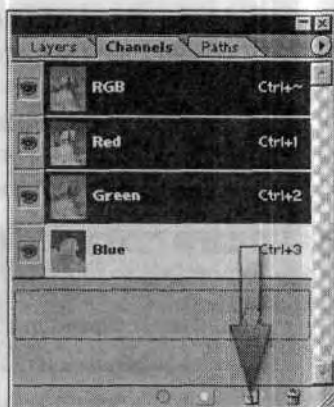 Layers Channels Paths
RGB Ctrl+~
Red Ctrl+1
Green Ctrl+2
Blue Ctrl+3